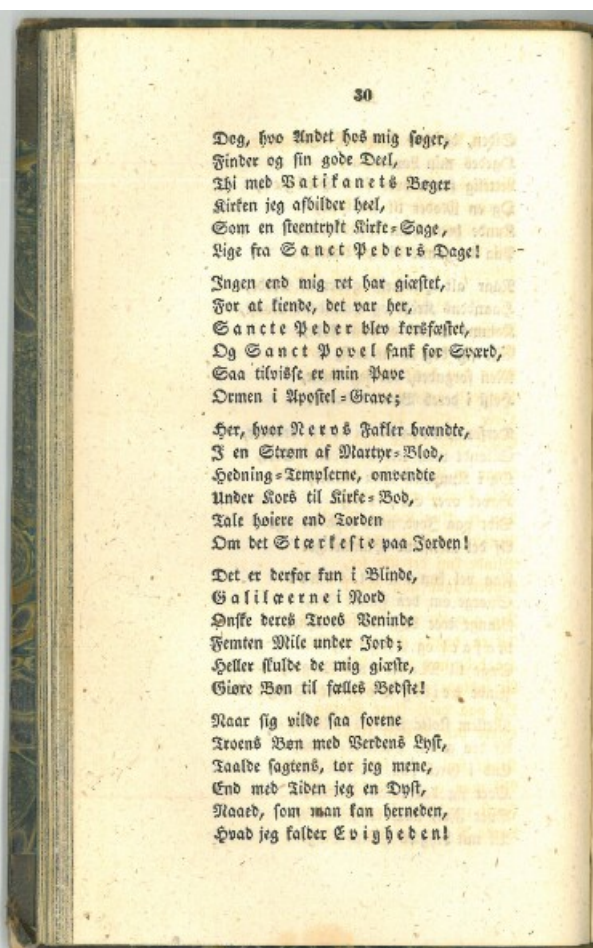 30
Dog, hvo Andet hos mig søger,
Finder og sin gode Deel,
Thi med Vatikanets Bøger
Kirken jeg afbilder heel,
Som en steentrykt Kirke-Sage,
Lige fra Sanct Peders Dage!
Ingen end mig ret har giæstet,
For at kiende, det var her,
Sancte Peder blev korsfæstet,
Og Sanct Povel sank for Sværd,
Saa tilvisse er min Pave
Ormen i Apostel-Grave;
Her, hvor Neros Fakler brændte,
I en Strøm af Martyr-Blod,
Hedning-Templerne, omvendte
Under Kors til Kirke-Bod,
Tale høiere end Torden
Om det Stærkeste paa Jorden!
Det er derfor kun i Blinde,
Galilæerne i Nord
Ønske deres Troes Veninde
Femten Mile under Jord;
Heller skulde de mig giæste,
Giøre Bøn til fælles Bedste!
Naar sig vilde saa forene
Troens Bøn med Verdens Lyst,
Taalde sagtens, tør jeg mene,
End med Tiden jeg en Dyst,
Naaed, som man kan herneden,
Hvad jeg kalder Evigheden!